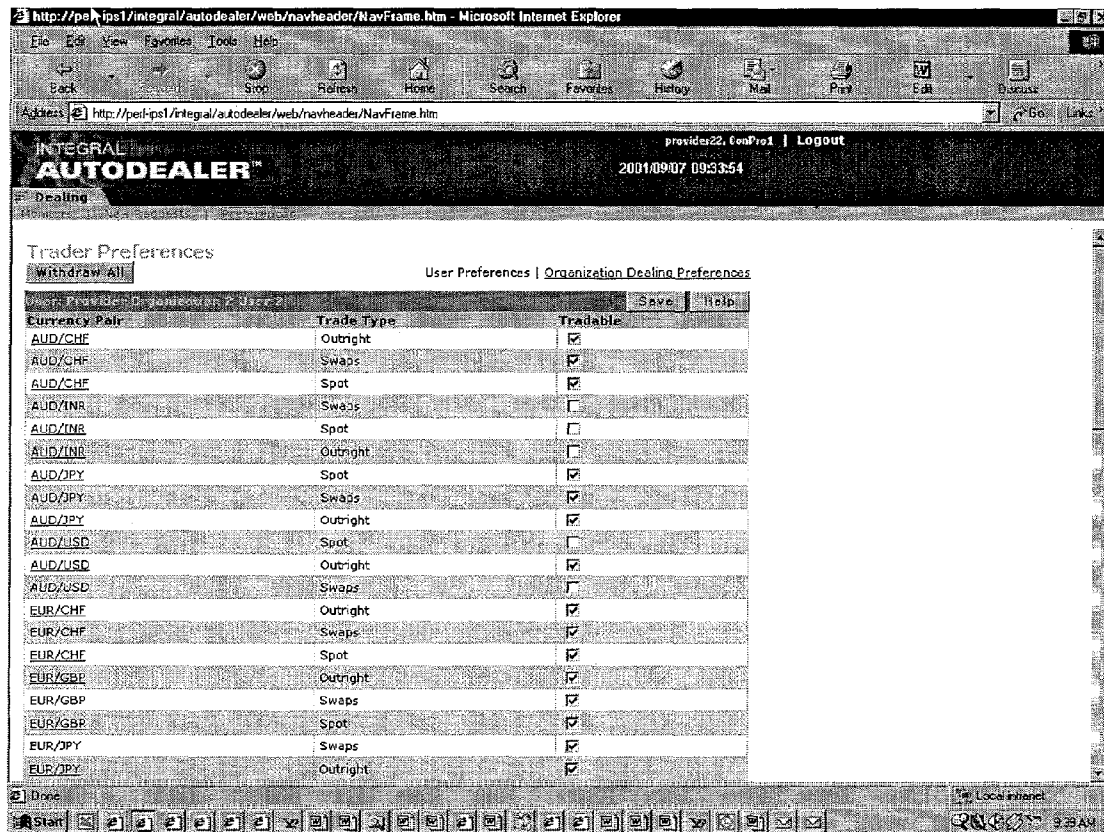 http://perl-ips1/integral/autodealer/web/navheader/NavFrame.htm - Microsoft Internet Explorer
File Edit View Favorites Tools Help
Back Stop Refresh Home Search Favorites History Mail Print Edit Discuss
Address http://perl-ips1/integral/autodealer/web/navheader/NavFrame.htm Go Links
INTEGRAL
AUTODEALER™
provider22, ConPro1 | Logout
2001/09/07 09:33:54
Dealing
Preferences
Trader Preferences
Withdraw All
User Preferences | Organization Dealing Preferences
Save Help
Currency Pair Trade Type Tradable
AUD/CHF Outright
AUD/CHF Swaps
AUD/CHF Spot
AUD/INR Swaps
AUD/INR Spot
AUD/INR Outright
AUD/JPY Spot
AUD/JPY Swaps
AUD/JPY Outright
AUD/USD Spot
AUD/USD Outright
AUD/USD Swaps
EUR/CHF Outright
EUR/CHF Swaps
EUR/CHF Spot
EUR/GBP Outright
EUR/GBP Swaps
EUR/GBP Spot
EUR/JPY Swaps
EUR/JPY Outright
Done
Local intranet
Start